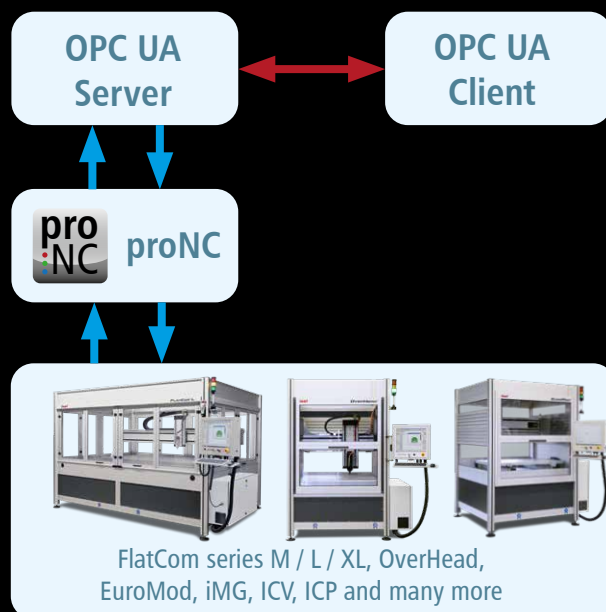 OPC UA
Server
OPC UA
Client
pro
NC
proNC
FlatCom series M / L / XL, OverHead,
EuroMod, iMG, ICV, ICP and many more